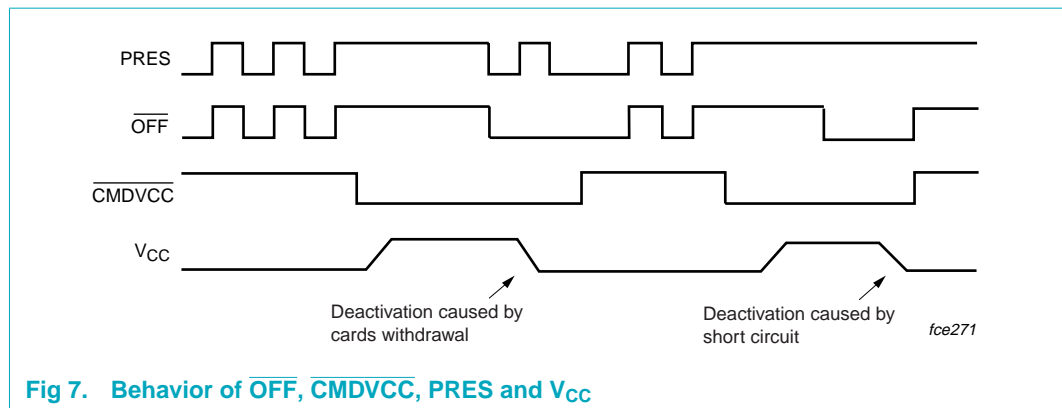 PRES
OFF
CMDVCC
VCC
Deactivation caused by
cards withdrawal
Deactivation caused by
short circuit
fce271
Fig 7. Behavior of OFF, CMDVCC, PRES and VCC